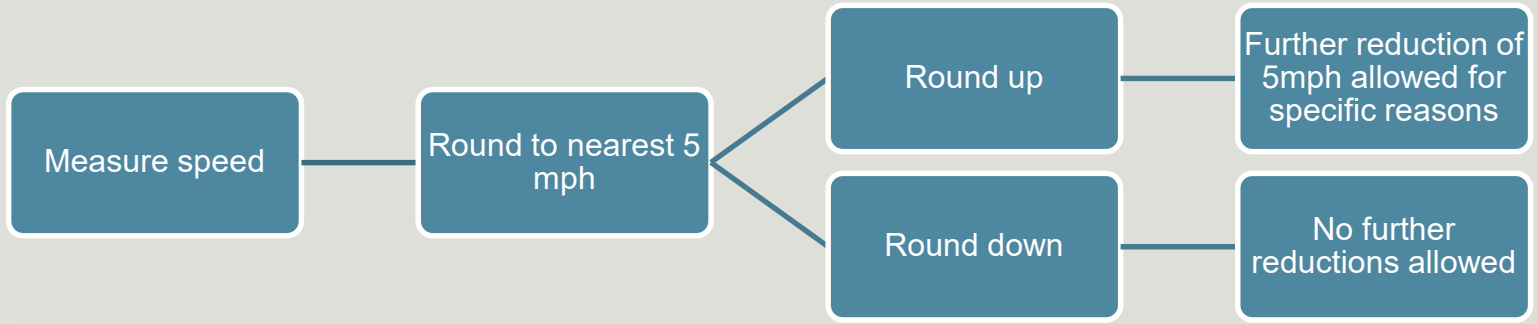 Measure speed
Round to nearest 5
mph
Round up
Further reduction of
5mph allowed for
specific reasons
Round down
No further
reductions allowed